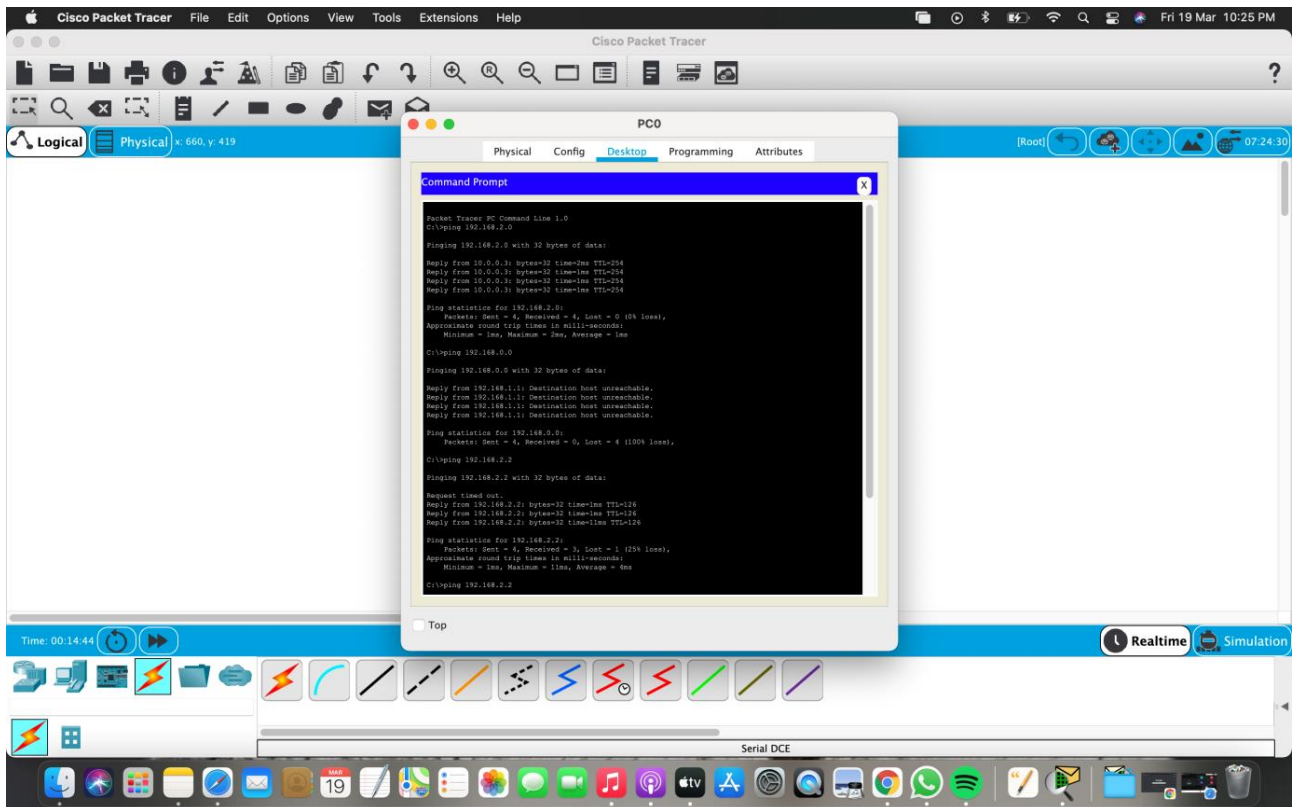 Cisco Packet Tracer File Edit Options View Tools Extensions Help Fri 19 Mar 10:25 PM
Cisco Packet Tracer
?
Logical Physical x: 660, y: 419 [Root] 07:24:30
PC0
Physical Config Desktop Programming Attributes
Command Prompt X
Packet Tracer PC Command Line 1.0
C:\>ping 192.168.2.0
Pinging 192.168.2.0 with 32 bytes of data:
Reply from 10.0.0.3: bytes=32 time=2ms TTL=254
Reply from 10.0.0.3: bytes=32 time=1ms TTL=254
Reply from 10.0.0.3: bytes=32 time=1ms TTL=254
Reply from 10.0.0.3: bytes=32 time=1ms TTL=254
Ping statistics for 192.168.2.0:
Packets: Sent = 4, Received = 4, Lost = 0 (0% loss),
Approximate round trip times in milli-seconds:
Minimum = 1ms, Maximum = 2ms, Average = 1ms
C:\>ping 192.168.0.0
Pinging 192.168.0.0 with 32 bytes of data:
Reply from 192.168.1.1: Destination host unreachable.
Reply from 192.168.1.1: Destination host unreachable.
Reply from 192.168.1.1: Destination host unreachable.
Reply from 192.168.1.1: Destination host unreachable.
Ping statistics for 192.168.0.0:
Packets: Sent = 4, Received = 0, Lost = 4 (100% loss),
C:\>ping 192.168.2.2
Pinging 192.168.2.2 with 32 bytes of data:
Request timed out.
Reply from 192.168.2.2: bytes=32 time=1ms TTL=126
Reply from 192.168.2.2: bytes=32 time=1ms TTL=126
Reply from 192.168.2.2: bytes=32 time=11ms TTL=126
Ping statistics for 192.168.2.2:
Packets: Sent = 4, Received = 3, Lost = 1 (25% loss),
Approximate round trip times in milli-seconds:
Minimum = 1ms, Maximum = 11ms, Average = 4ms
C:\>ping 192.168.2.2
Top
Time: 00:14:44 Realtime Simulation
Serial DCE
MAR
19
tv